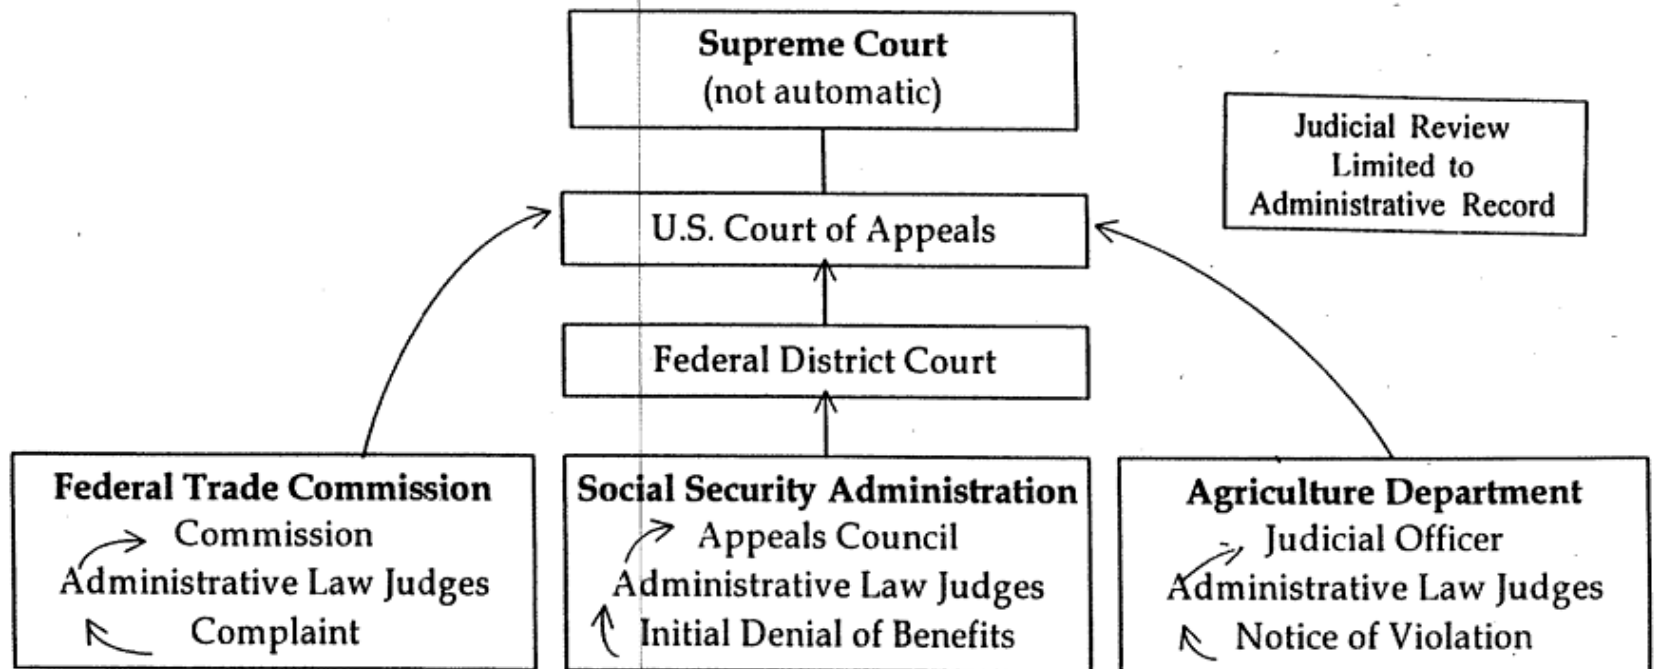 Supreme Court
(not automatic)
Judicial Review
Limited to
Administrative Record
U.S. Court of Appeals
Federal District Court
Federal Trade Commission
Commission
Administrative Law Judges
Complaint
Social Security Administration
Appeals Council
Administrative Law Judges
Initial Denial of Benefits
Agriculture Department
Judicial Officer
Administrative Law Judges
Notice of Violation